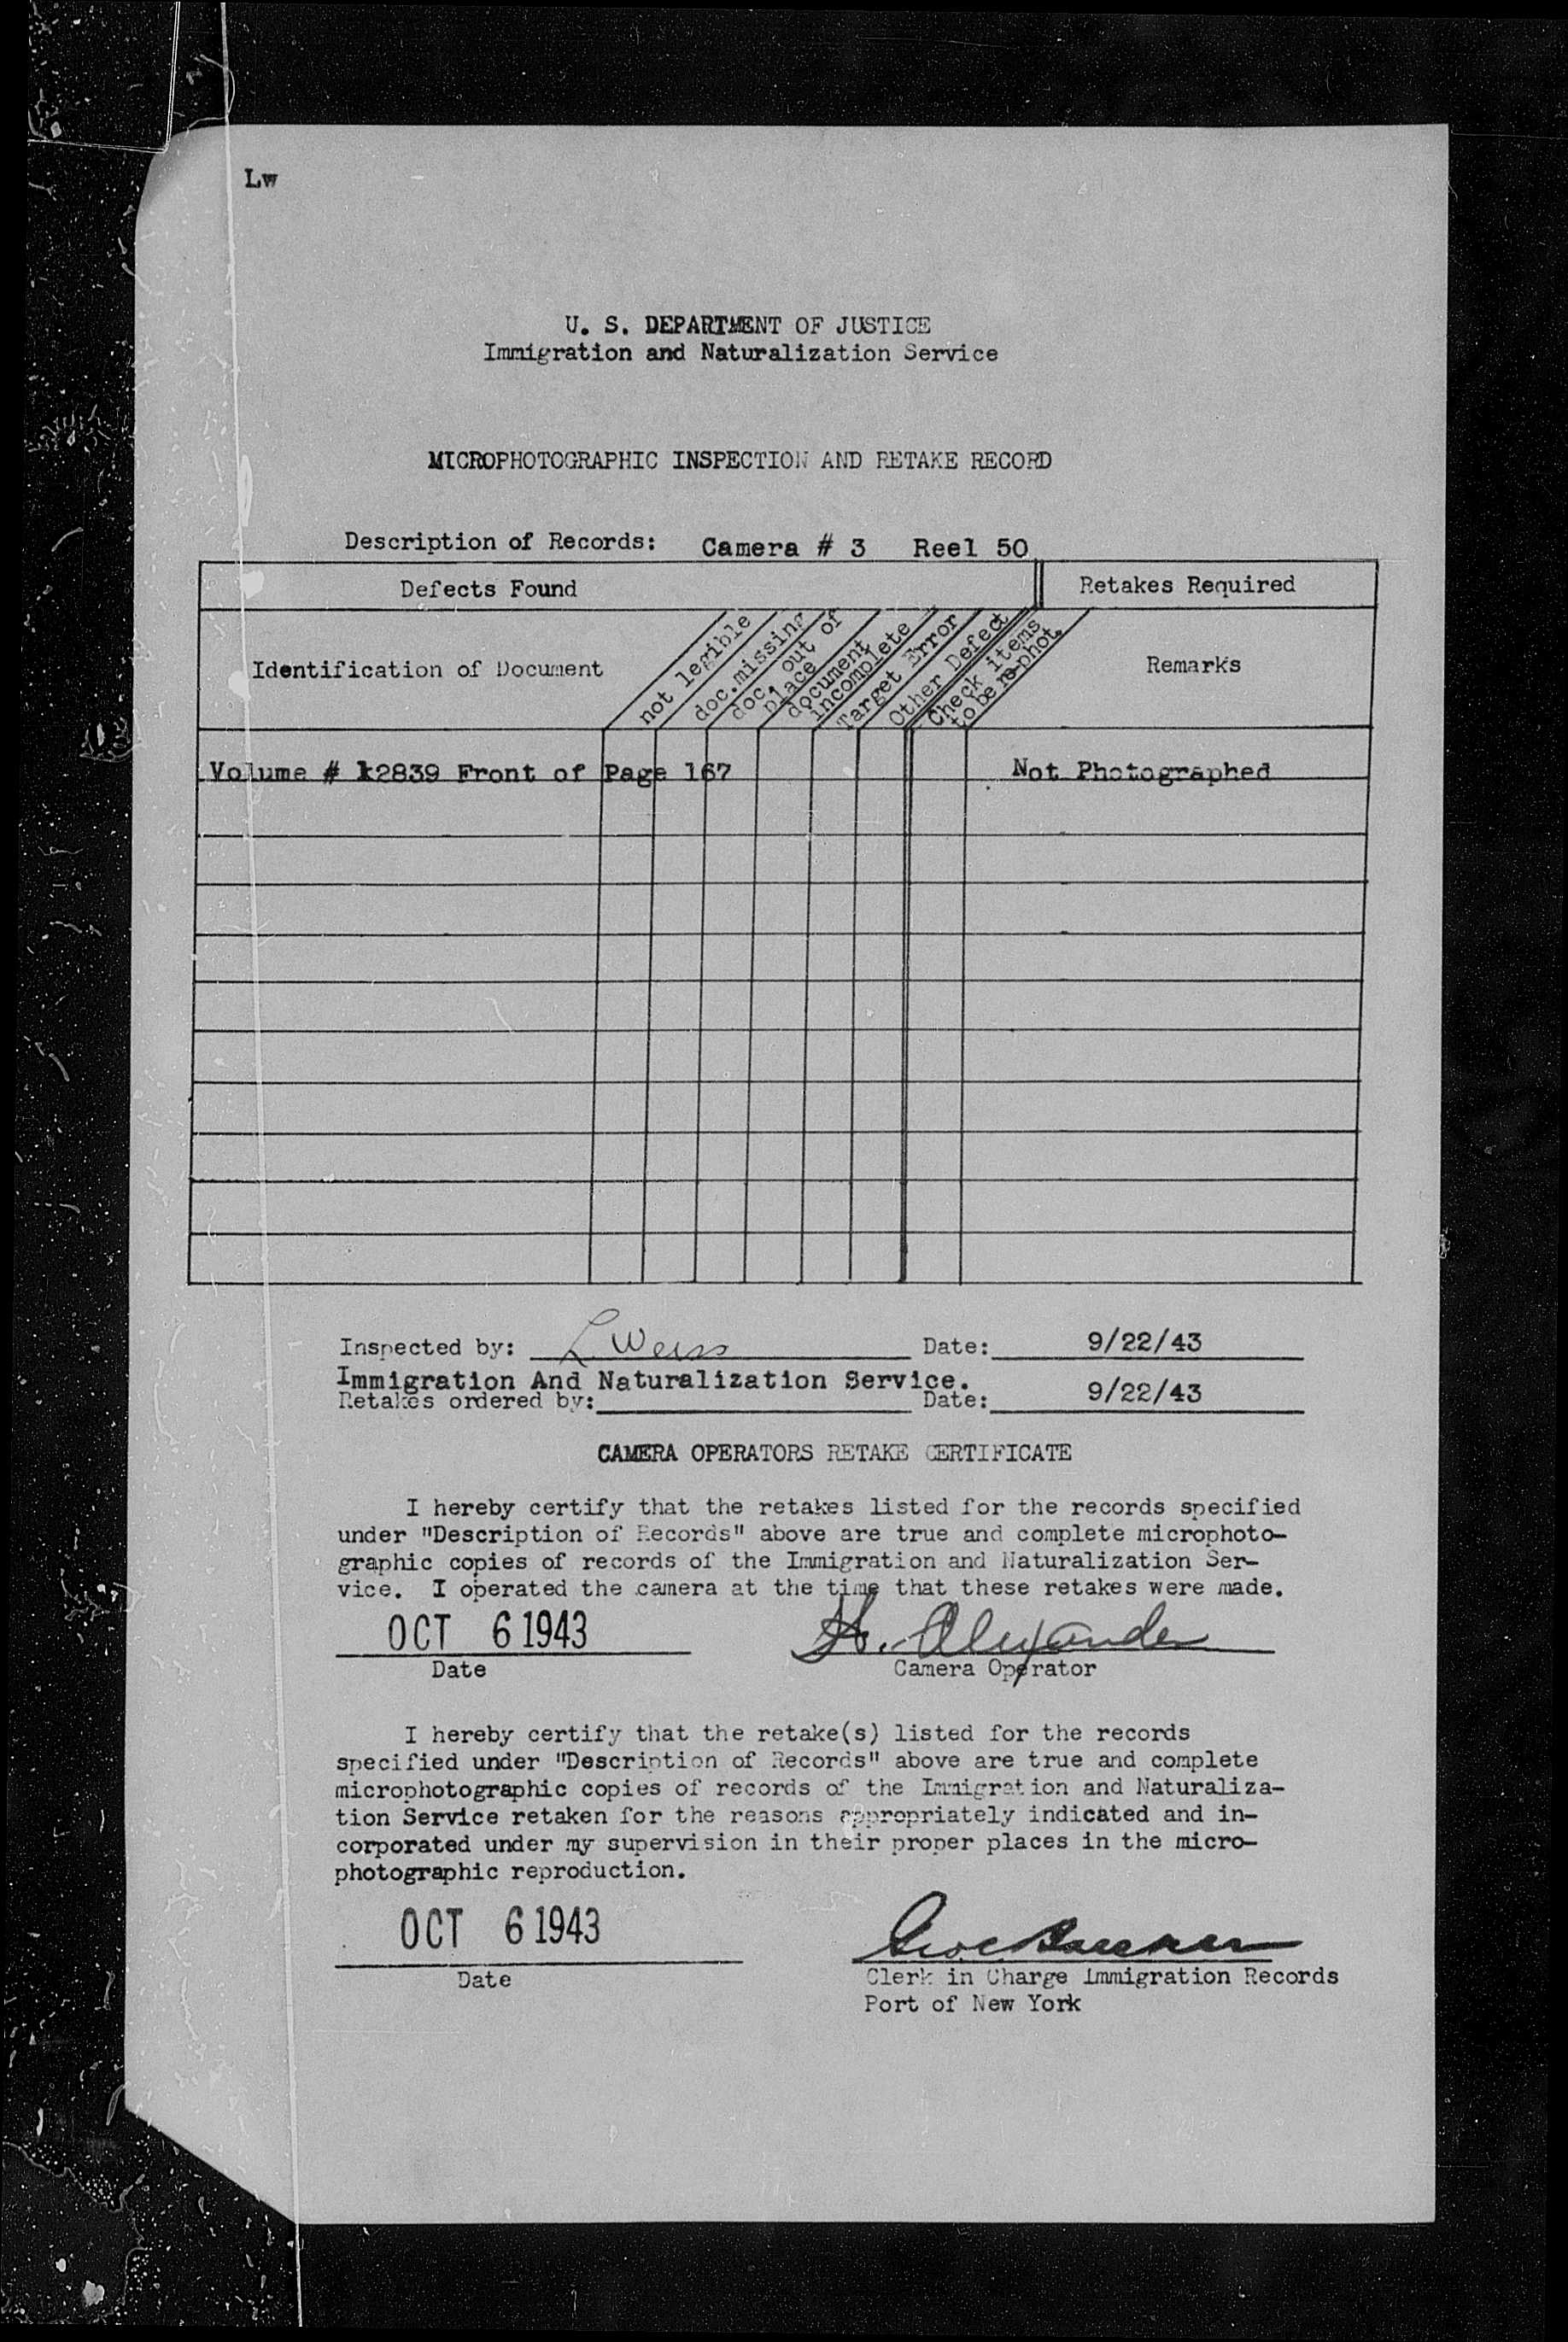 Lw
U. S. DEPARTMENT OF JUSTICE
Immigration and Naturalization Service
MICROPHOTOGRAPHIC INSPECTION AND RETAKE RECORD
Description of Records: Camera # 3 Reel 50
Defects Found Retakes Required
Identification of Document
not legible
doc.missing
doc. out of
place
document
incomplete
Target Error
Other Defect
Check items
to be re-phot.
Remarks
Volume # 12839 Front of Page 167 Not Photographed
Inspected by: L. Weiss Date: 9/22/43
Immigration And Naturalization Service.
Retakes ordered by: Date: 9/22/43
CAMERA OPERATORS RETAKE CERTIFICATE
I hereby certify that the retakes listed for the records specified
under "Description of Records" above are true and complete microphoto-
graphic copies of records of the Immigration and Naturalization Ser-
vice. I operated the camera at the time that these retakes were made.
OCT 6 1943 H. Alexander
Date Camera Operator
I hereby certify that the retake(s) listed for the records
specified under "Description of Records" above are true and complete
microphotographic copies of records of the Immigration and Naturaliza-
tion Service retaken for the reasons appropriately indicated and in-
corporated under my supervision in their proper places in the micro-
photographic reproduction.
OCT 6 1943
Date Clerk in Charge Immigration Records
Port of New York